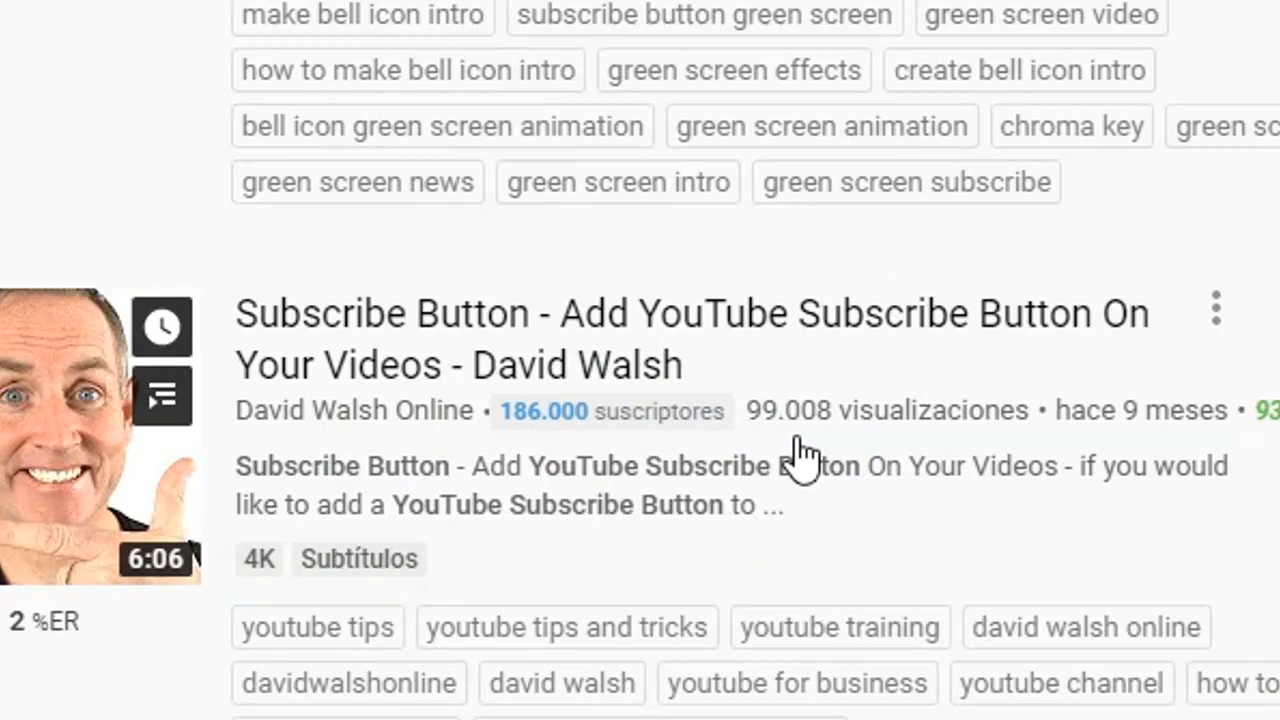 make bell icon intro subscribe button green screen green screen video
how to make bell icon intro green screen effects create bell icon intro
bell icon green screen animation green screen animation chroma key green
green screen news green screen intro green screen subscribe
Subscribe Button - Add YouTube Subscribe Button On
Your Videos - David Walsh
David Walsh Online • 186.000 suscriptores 99.008 visualizaciones • hace 9 meses • 93
Subscribe Button - Add YouTube Subscribe Button On Your Videos - if you would
like to add a YouTube Subscribe Button to ...
6:06
4K Subtítulos
2 %ER
youtube tips youtube tips and tricks youtube training david walsh online
davidwalshonline david walsh youtube for business youtube channel how to